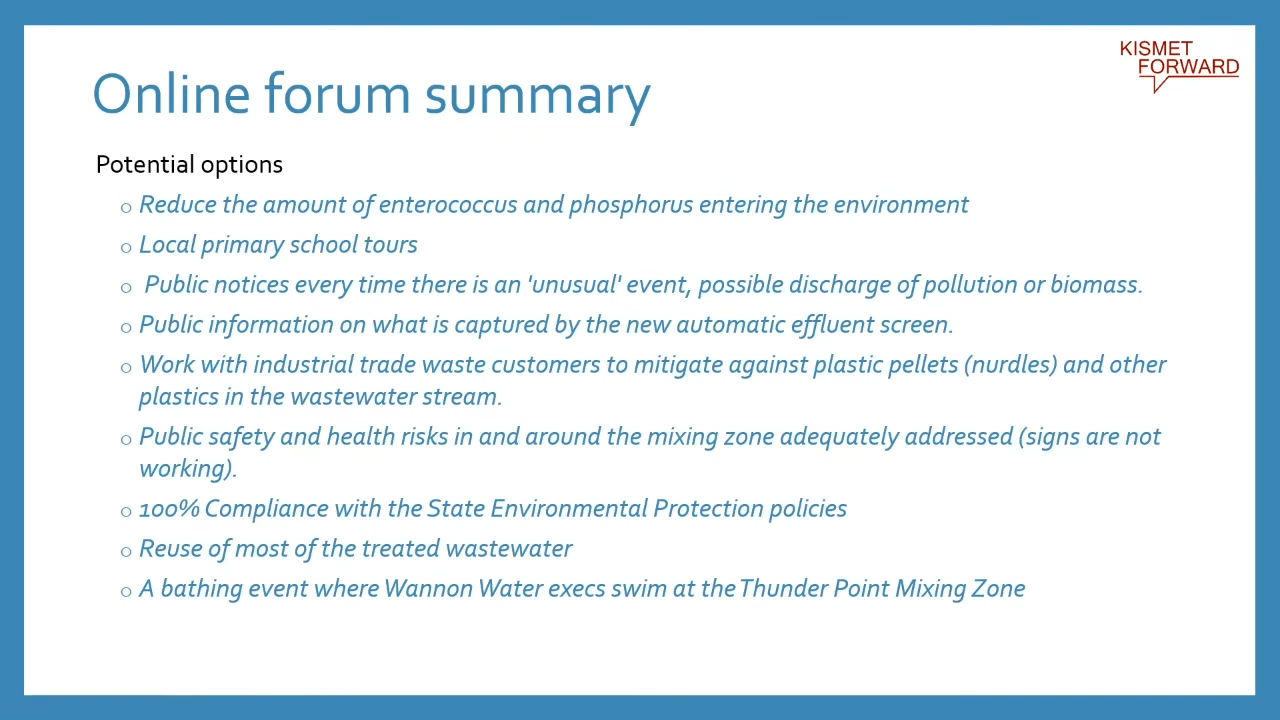 KISMET
FORWARD
Online forum summary
Potential options
o Reduce the amount of enterococcus and phosphorus entering the environment
o Local primary school tours
o Public notices every time there is an 'unusual' event, possible discharge of pollution or biomass.
o Public information on what is captured by the new automatic effluent screen.
o Work with industrial trade waste customers to mitigate against plastic pellets (nurdles) and other
plastics in the wastewater stream.
o Public safety and health risks in and around the mixing zone adequately addressed (signs are not
working).
o 100% Compliance with the State Environmental Protection policies
o Reuse of most of the treated wastewater
o A bathing event where Wannon Water execs swim at the Thunder Point Mixing Zone